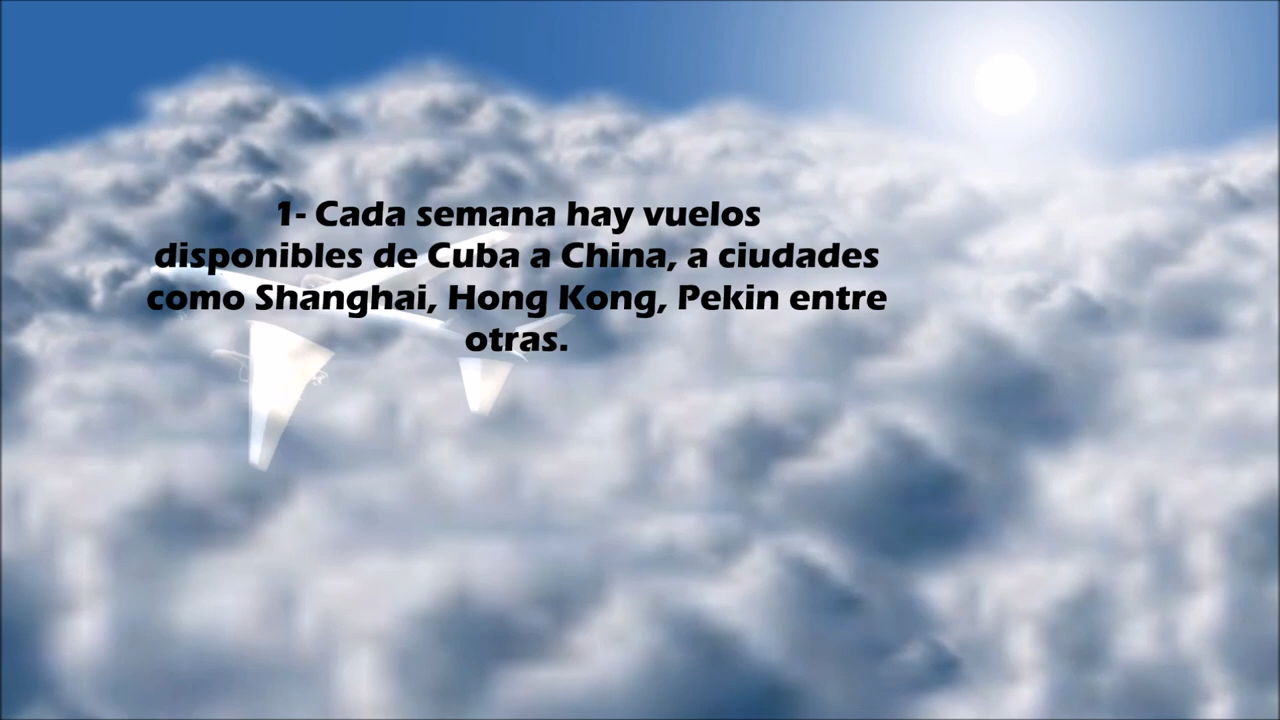 1- Cada semana hay vuelos
disponibles de Cuba a China, a ciudades
como Shanghai, Hong Kong, Pekin entre
otras.